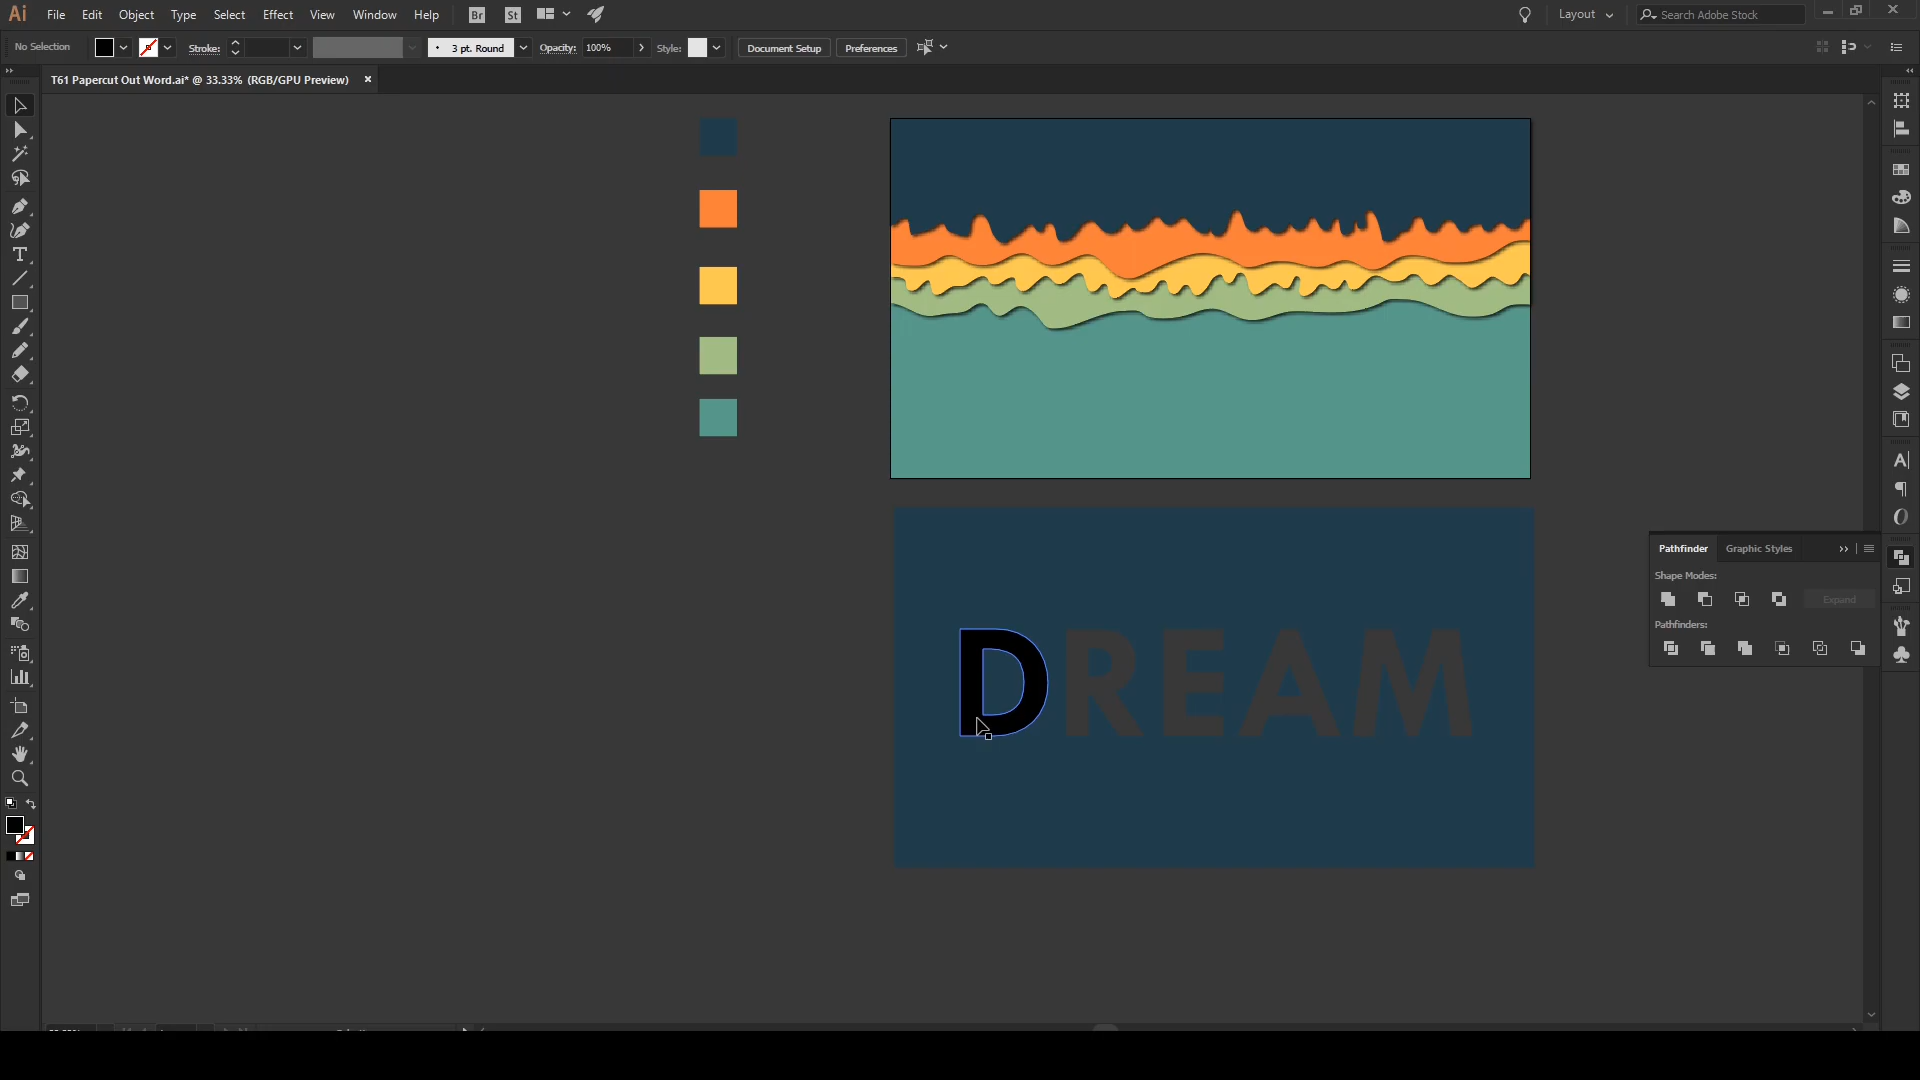 Ai File Edit Object Type Select Effect View Window Help Br St Layout Search Adobe Stock
No Selection Stroke: 3 pt. Round Opacity: 100% Style: Document Setup Preferences
T61 Papercut Out Word.ai* @ 33.33% (RGB/GPU Preview)
Pathfinder Graphic Styles
Shape Modes:
Expand
Pathfinders:
DREAM